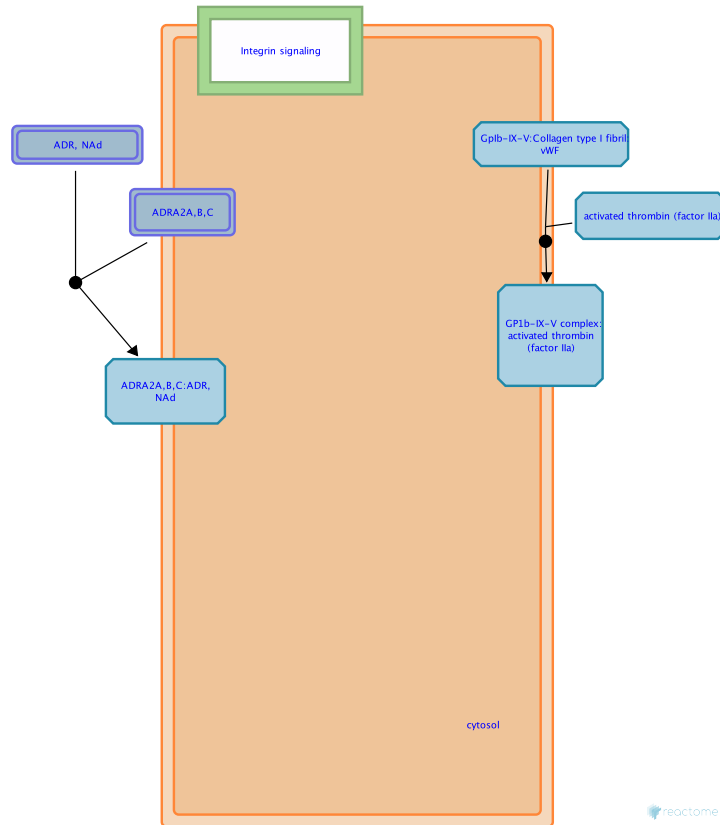 Integrin signaling
ADR, NAd
GpIb-IX-V:Collagen type I fibril:
vWF
ADRA2A,B,C
activated thrombin (factor IIa)
GP1b-IX-V complex:
activated thrombin
(factor IIa)
ADRA2A,B,C:ADR,
NAd
cytosol
reactome